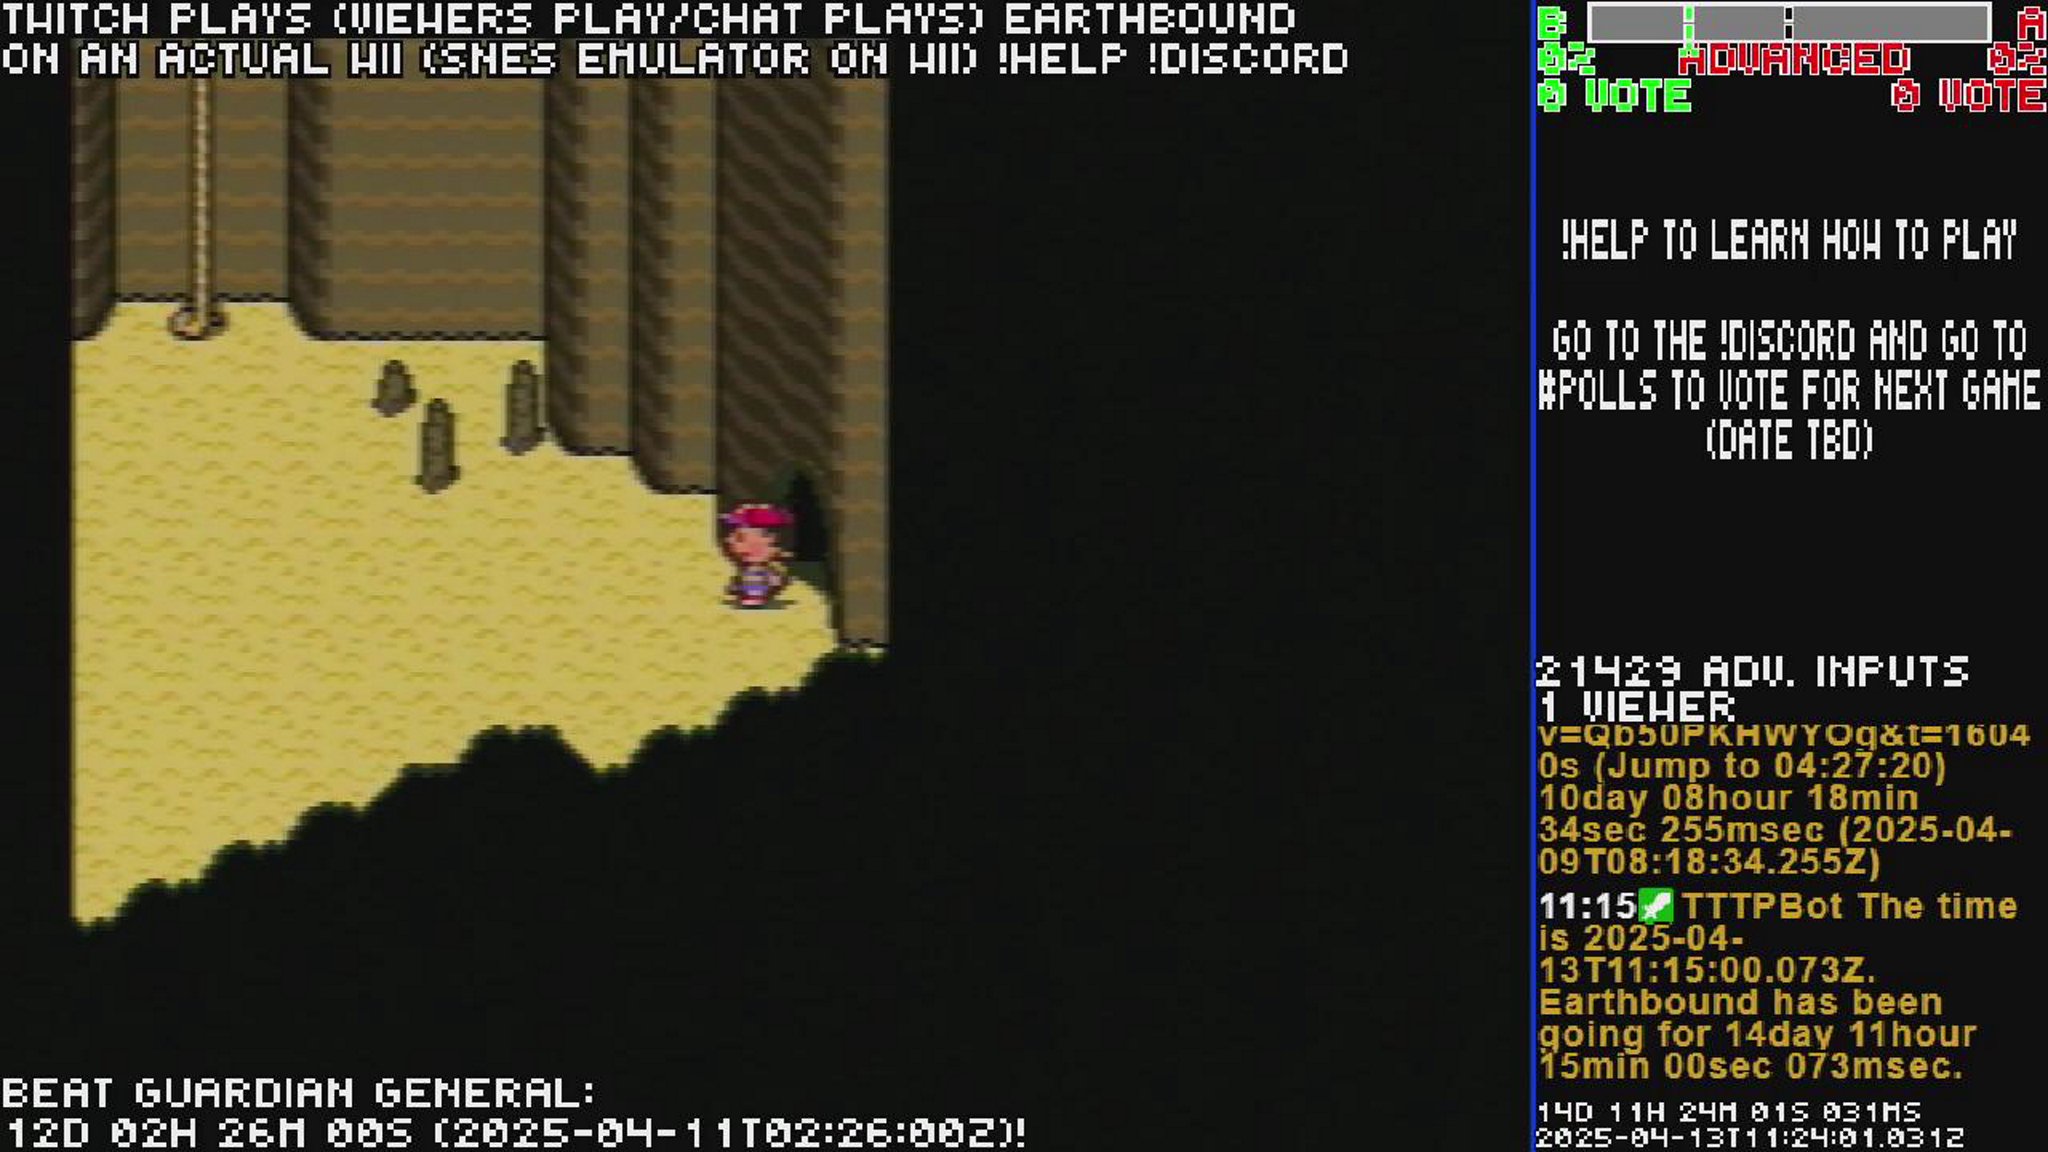 TWITCH PLAYS (VIEWERS PLAY/CHAT PLAYS) EARTHBOUND
ON AN ACTUAL WII (SNES EMULATOR ON WII) !HELP !DISCORD
B A
0% ADVANCED 0%
0 VOTE 0 VOTE
!HELP TO LEARN HOW TO PLAY
GO TO THE !DISCORD AND GO TO
#POLLS TO VOTE FOR NEXT GAME
(DATE TBD)
21429 ADV. INPUTS
1 VIEWER
v=Qb50PKHWYOg&t=1604
0s (Jump to 04:27:20)
10day 08hour 18min
34sec 255msec (2025-04-
09T08:18:34.255Z)
11:15 TTTPBot The time
is 2025-04-
13T11:15:00.073Z.
Earthbound has been
going for 14day 11hour
15min 00sec 073msec.
14D 11H 24M 01S 031MS
2025-04-13T11:24:01.031Z
BEAT GUARDIAN GENERAL:
12D 02H 26M 00S (2025-04-11T02:26:00Z)!